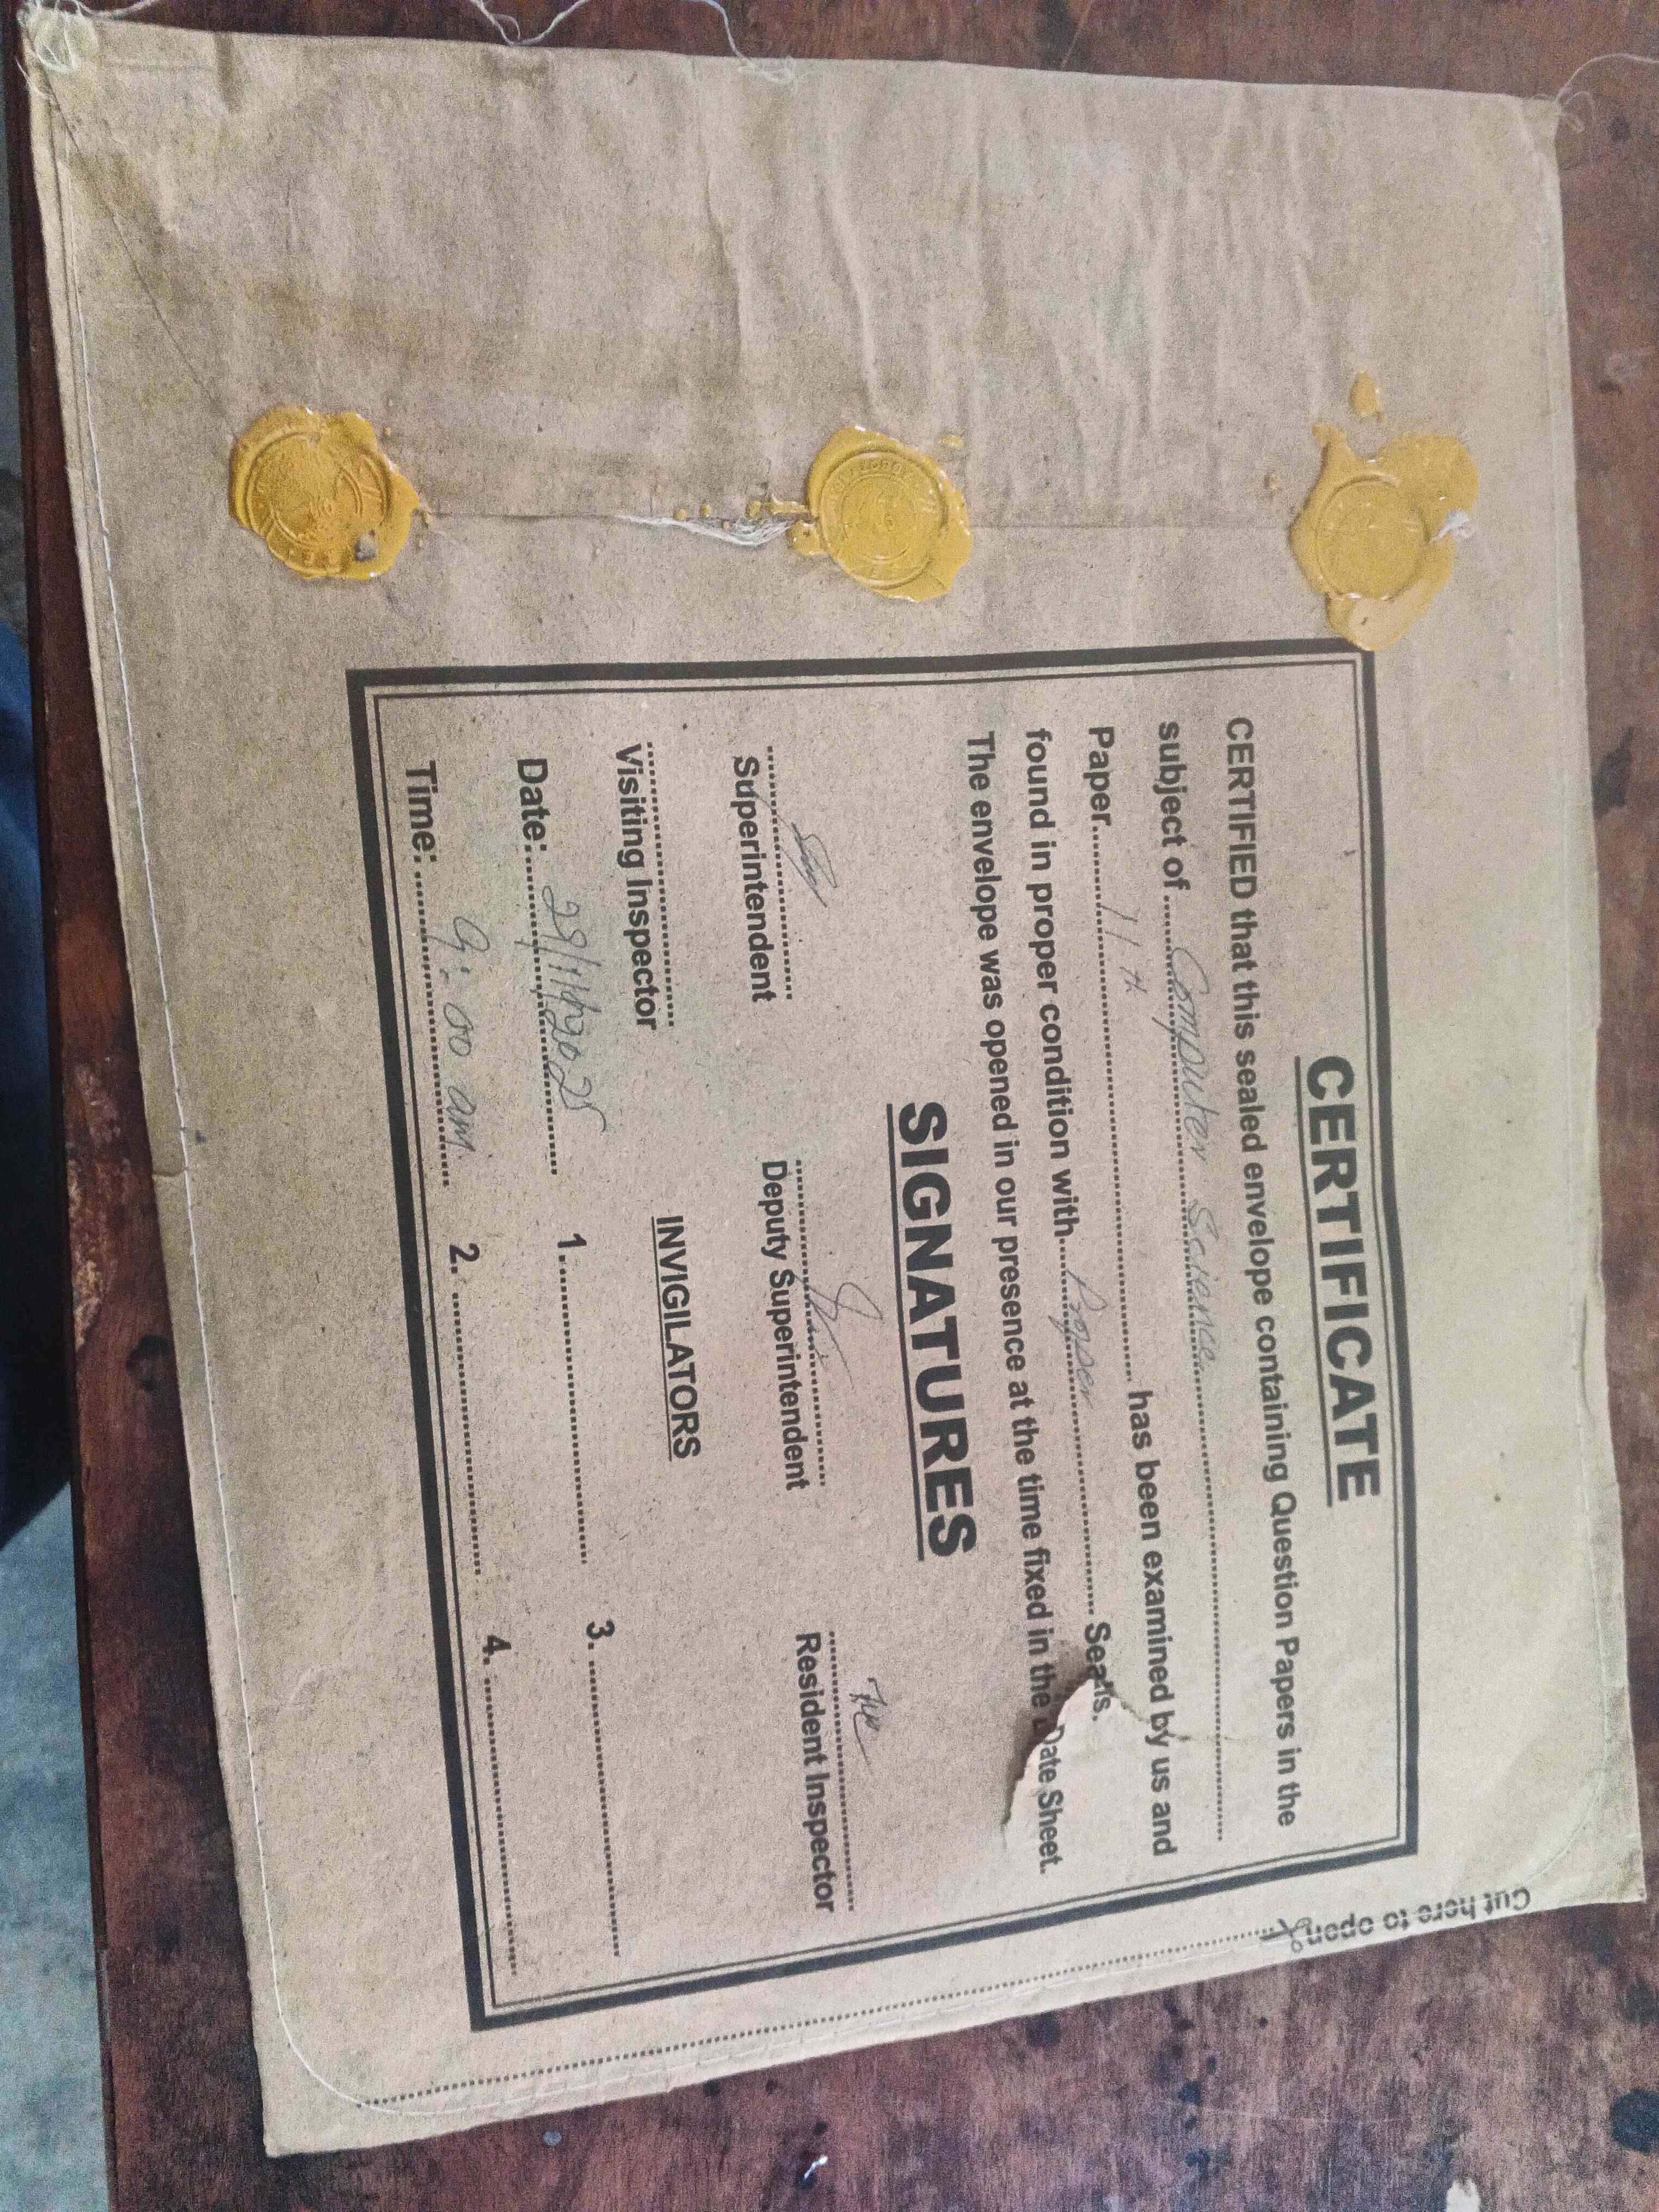 CERTIFICATE
CERTIFIED that this sealed envelope containing Question Papers in the
subject of Computer Science
Paper 11th has been examined by us and
found in proper condition with Proper Seals.
The envelope was opened in our presence at the time fixed in the Date Sheet.
SIGNATURES
Superintendent Deputy Superintendent Resident Inspector
Visiting Inspector INVIGILATORS
Date: 29/11/2025 1. 3.
Time: 9:00 am. 2. 4.
Cut here to open